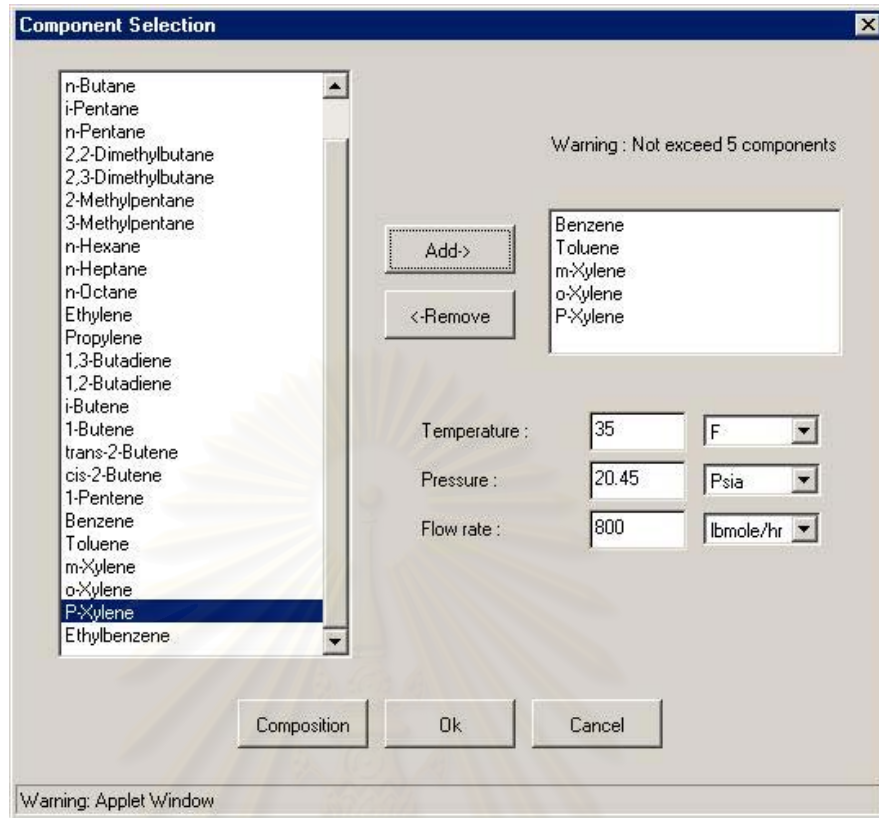 Component Selection
n-Butane
i-Pentane
n-Pentane
2,2-Dimethylbutane
2,3-Dimethylbutane
2-Methylpentane
3-Methylpentane
n-Hexane
n-Heptane
n-Octane
Ethylene
Propylene
1,3-Butadiene
1,2-Butadiene
i-Butene
1-Butene
trans-2-Butene
cis-2-Butene
1-Pentene
Benzene
Toluene
m-Xylene
o-Xylene
P-Xylene
Ethylbenzene
Add->
<-Remove
Warning : Not exceed 5 components
Benzene
Toluene
m-Xylene
o-Xylene
P-Xylene
Temperature : 35 F
Pressure : 20.45 Psia
Flow rate : 800 lbmole/hr
Composition Ok Cancel
Warning: Applet Window